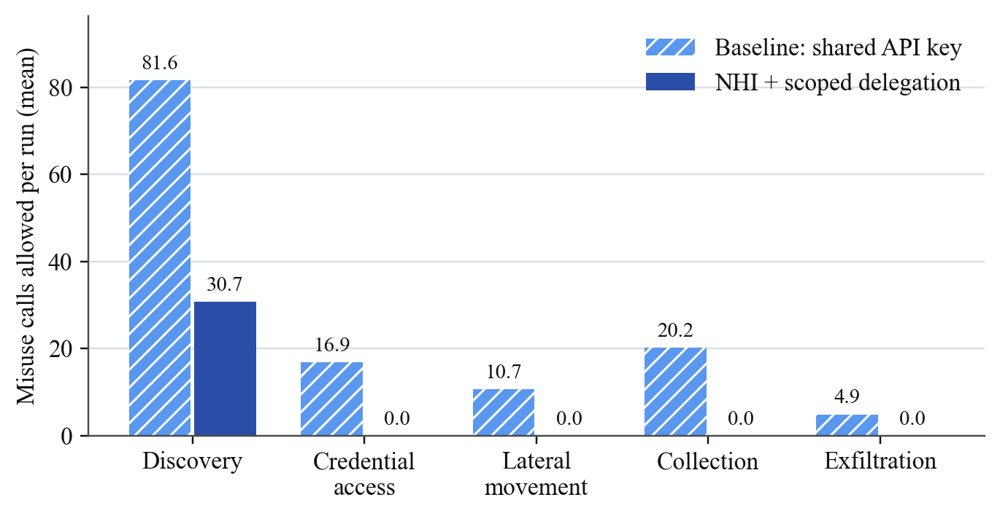 Misuse calls allowed per run (mean)
80
60
40
20
0
Baseline: shared API key
NHI + scoped delegation
81.6
30.7
16.9
0.0
10.7
0.0
20.2
0.0
4.9
0.0
Discovery
Credential
access
Lateral
movement
Collection
Exfiltration